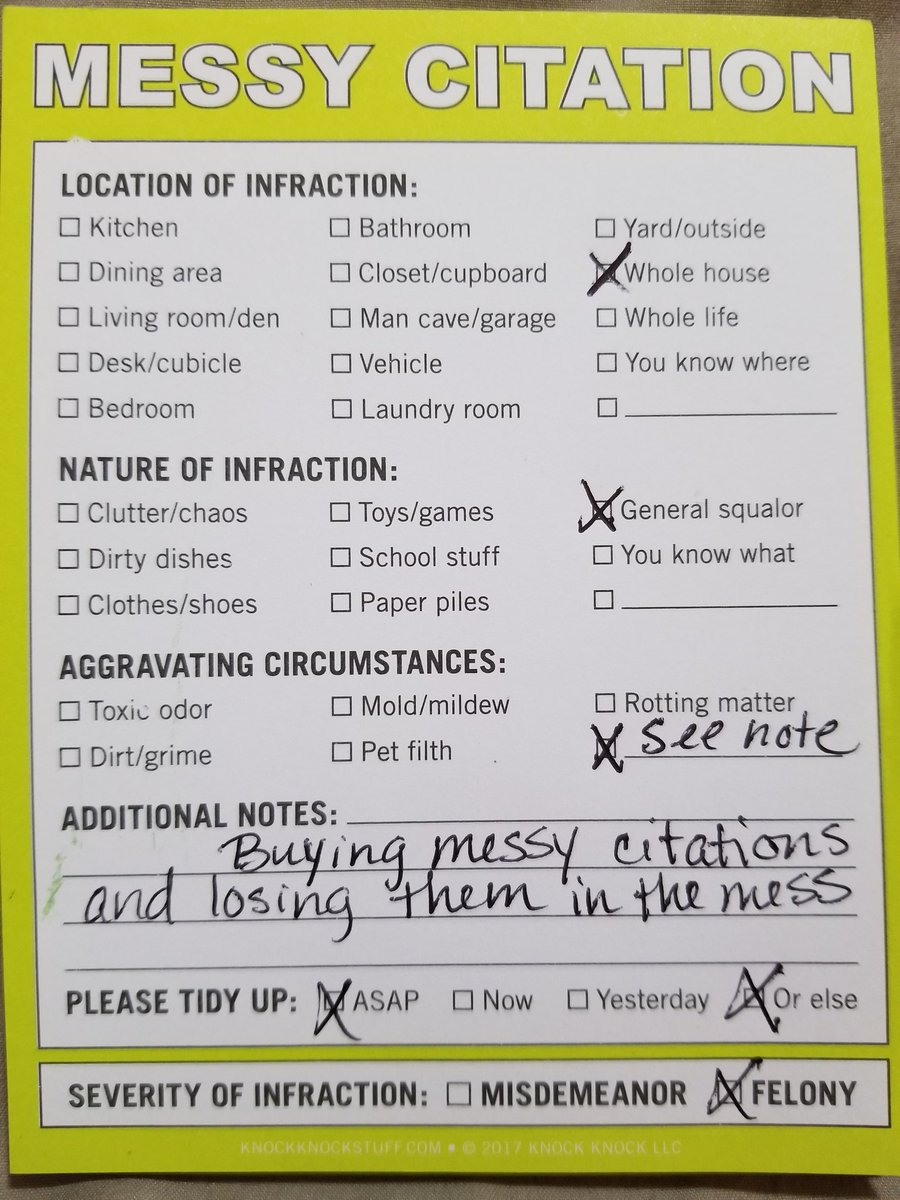 MESSY CITATION
LOCATION OF INFRACTION:
☐ Kitchen ☐ Bathroom ☐ Yard/outside
☐ Dining area ☐ Closet/cupboard ☒ Whole house
☐ Living room/den ☐ Man cave/garage ☐ Whole life
☐ Desk/cubicle ☐ Vehicle ☐ You know where
☐ Bedroom ☐ Laundry room ☐
NATURE OF INFRACTION:
☐ Clutter/chaos ☐ Toys/games ☒ General squalor
☐ Dirty dishes ☐ School stuff ☐ You know what
☐ Clothes/shoes ☐ Paper piles ☐
AGGRAVATING CIRCUMSTANCES:
☐ Toxic odor ☐ Mold/mildew ☐ Rotting matter
☐ Dirt/grime ☐ Pet filth ☒ See note
ADDITIONAL NOTES:
Buying messy citations
and losing them in the mess
PLEASE TIDY UP: ☒ ASAP ☐ Now ☐ Yesterday ☒ Or else
SEVERITY OF INFRACTION: ☐ MISDEMEANOR ☒ FELONY
KNOCKKNOCKSTUFF.COM • © 2017 KNOCK KNOCK LLC